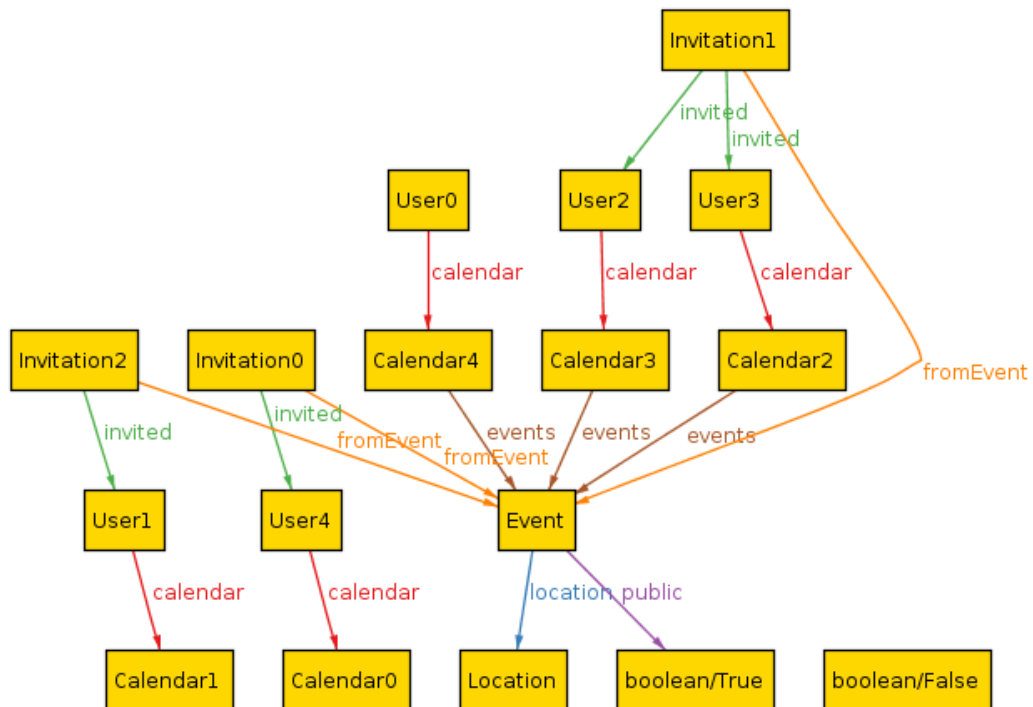 Invitation1
invited
invited
User0
User2
User3
calendar
calendar
calendar
Invitation2
Invitation0
Calendar4
Calendar3
Calendar2
fromEvent
invited
invited
fromEvent
fromEvent
events
events
events
User1
User4
Event
calendar
calendar
location
public
Calendar1
Calendar0
Location
boolean/True
boolean/False